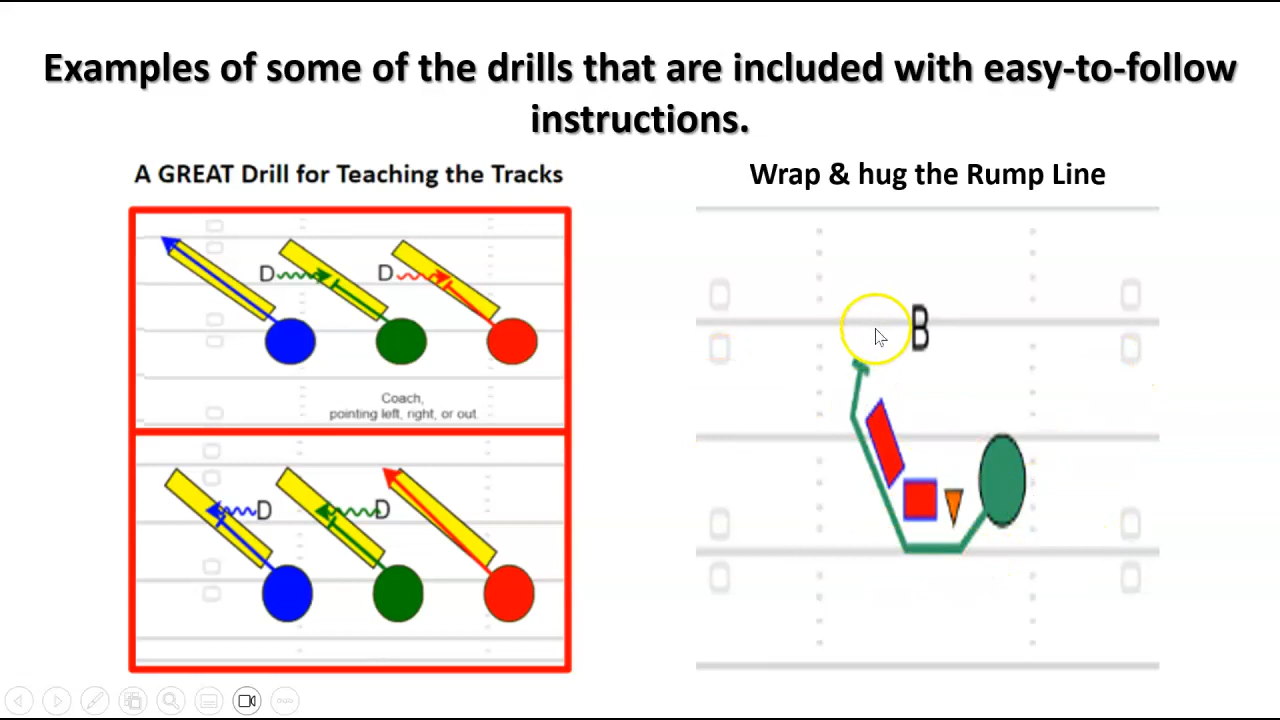 Examples of some of the drills that are included with easy-to-follow
instructions.
A GREAT Drill for Teaching the Tracks
D
D
Coach,
pointing left, right, or out.
D
D
Wrap & hug the Rump Line
B